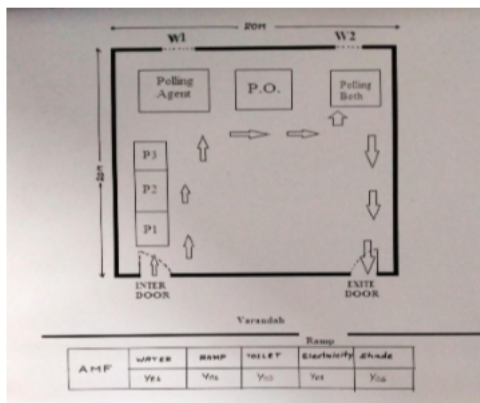 20M
W1
W2
Polling
Agent
P.O.
Polling
Both
P3
P2
P1
INTER
DOOR
EXITE
DOOR
Varandah
Ramp
AMF
WATER
RAMP
TOILET
Electricity
Shade
Yes
Yes
Yes
Yes
Yes